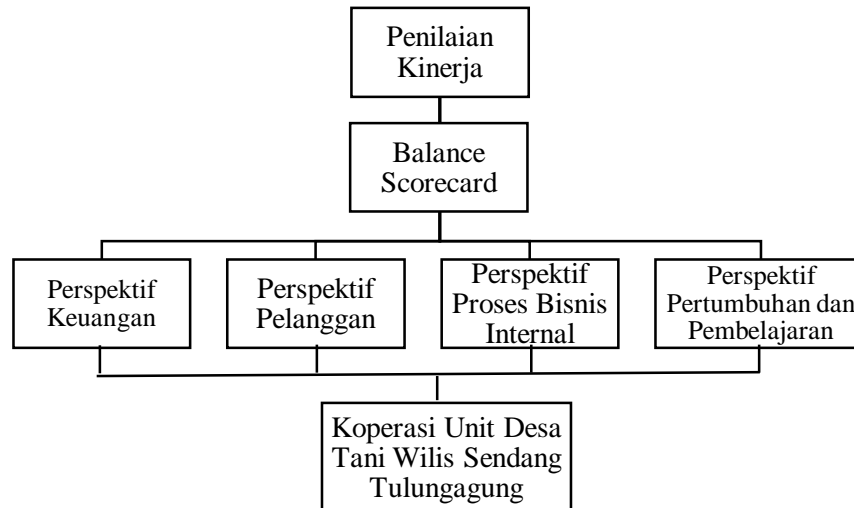 Penilaian
Kinerja
Balance
Scorecard
Perspektif
Keuangan
Perspektif
Pelanggan
Perspektif
Proses Bisnis
Internal
Perspektif
Pertumbuhan dan
Pembelajaran
Koperasi Unit Desa
Tani Wilis Sendang
Tulungagung